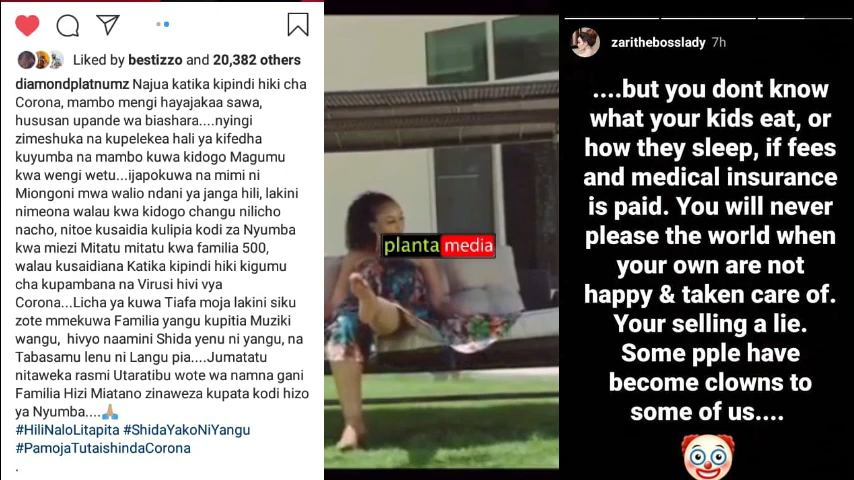 Liked by bestizzo and 20,382 others
diamondplatnumz Najua katika kipindi hiki cha
Corona, mambo mengi hayajakaa sawa,
hususan upande wa biashara....nyingi
zimeshuka na kupelekea hali ya kifedha
kuyumba na mambo kuwa kidogo Magumu
kwa wengi wetu...ijapokuwa na mimi ni
Miongoni mwa walio ndani ya janga hili, lakini
nimeona walau kwa kidogo changu nilicho
nacho, nitoe kusaidia kulipia kodi za Nyumba
kwa miezi Mitatu mitatu kwa familia 500,
walau kusaidiana Katika kipindi hiki kigumu
cha kupambana na Virusi hivi vya
Corona...Licha ya kuwa Tiafa moja lakini siku
zote mmekuwa Familia yangu kupitia Muziki
wangu, hivyo naamini Shida yenu ni yangu, na
Tabasamu lenu ni Langu pia....Jumatatu
nitaweka rasmi Utaratibu wote wa namna gani
Familia Hizi Miatano zinaweza kupata kodi hizo
ya Nyumba....🙏🏽
#HiliNaloLitapita #ShidaYakoNiYangu
#PamojaTutaishindaCorona
.
planta media
zarithebosslady 7h
....but you dont know
what your kids eat, or
how they sleep, if fees
and medical insurance
is paid. You will never
please the world when
your own are not
happy & taken care of.
Your selling a lie.
Some pple have
become clowns to
some of us....
🤡